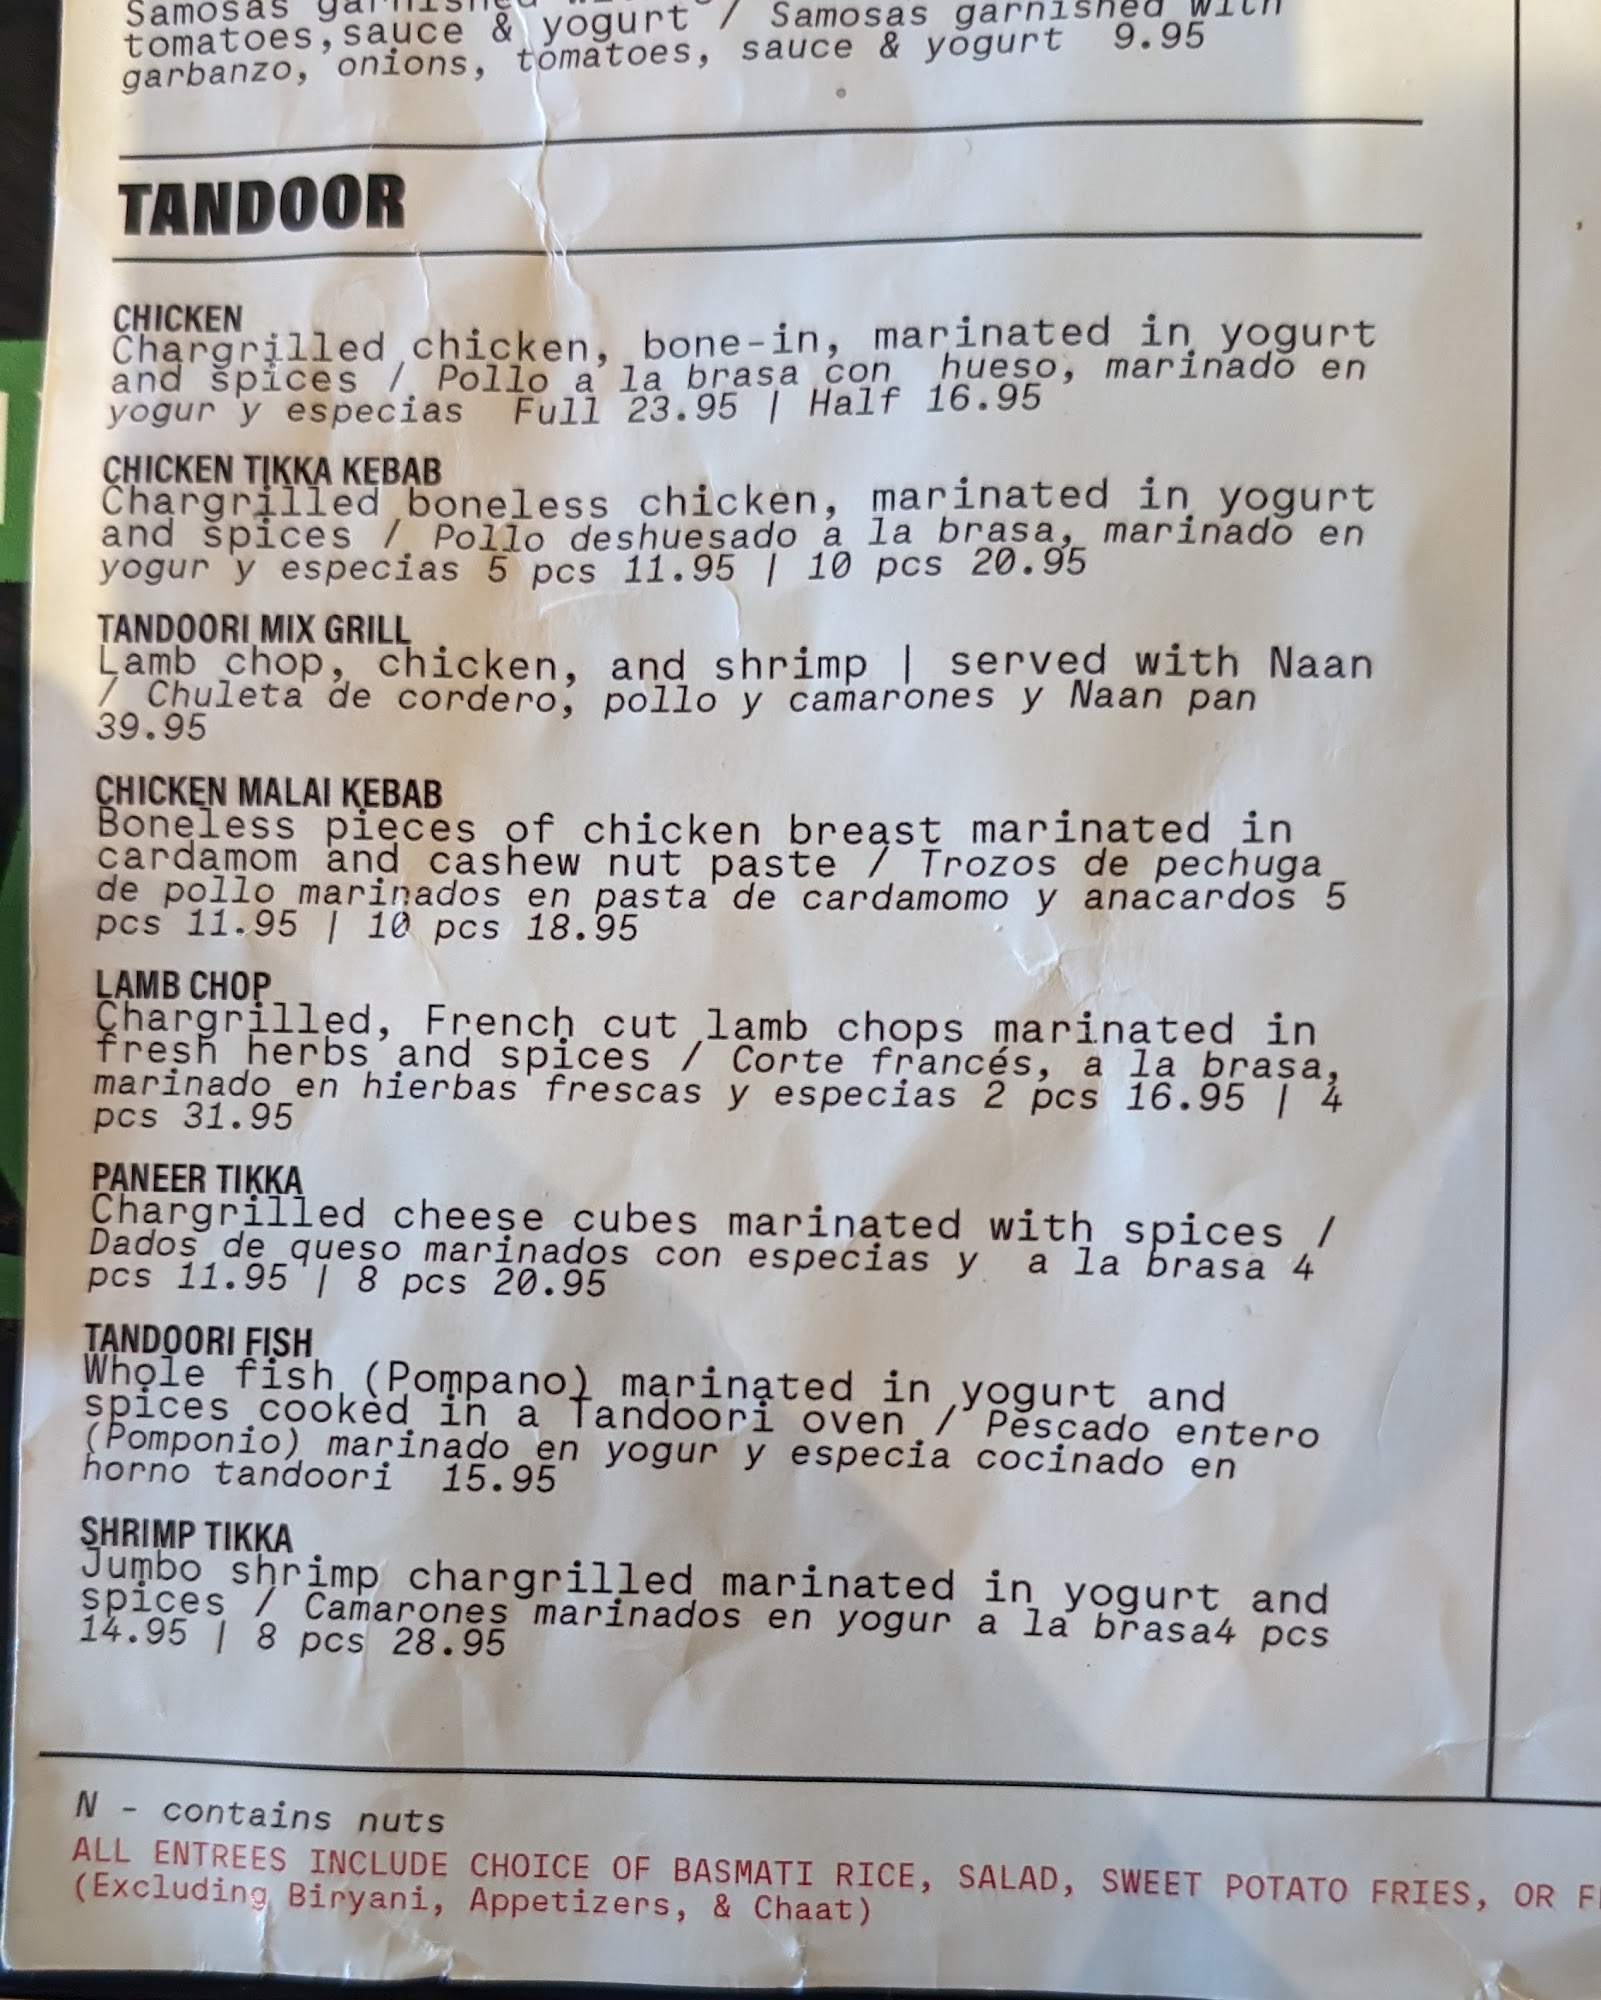 Samosas garnished with
tomatoes, sauce & yogurt / Samosas garnished with
garbanzo, onions, tomatoes, sauce & yogurt 9.95
TANDOOR
CHICKEN
Chargrilled chicken, bone-in, marinated in yogurt
and spices / Pollo a la brasa con hueso, marinado en
yogur y especias Full 23.95 | Half 16.95
CHICKEN TIKKA KEBAB
Chargrilled boneless chicken, marinated in yogurt
and spices / Pollo deshuesado a la brasa, marinado en
yogur y especias 5 pcs 11.95 | 10 pcs 20.95
TANDOORI MIX GRILL
Lamb chop, chicken, and shrimp | served with Naan
/ Chuleta de cordero, pollo y camarones y Naan pan
39.95
CHICKEN MALAI KEBAB
Boneless pieces of chicken breast marinated in
cardamom and cashew nut paste / Trozos de pechuga
de pollo marinados en pasta de cardamomo y anacardos 5
pcs 11.95 | 10 pcs 18.95
LAMB CHOP
Chargrilled, French cut lamb chops marinated in
fresh herbs and spices / Corte francés, a la brasa,
marinado en hierbas frescas y especias 2 pcs 16.95 | 4
pcs 31.95
PANEER TIKKA
Chargrilled cheese cubes marinated with spices /
Dados de queso marinados con especias y a la brasa 4
pcs 11.95 | 8 pcs 20.95
TANDOORI FISH
Whole fish (Pompano) marinated in yogurt and
spices cooked in a Tandoori oven / Pescado entero
(Pomponio) marinado en yogur y especia cocinado en
horno tandoori 15.95
SHRIMP TIKKA
Jumbo shrimp chargrilled marinated in yogurt and
spices / Camarones marinados en yogur a la brasa4 pcs
14.95 | 8 pcs 28.95
N - contains nuts
ALL ENTREES INCLUDE CHOICE OF BASMATI RICE, SALAD, SWEET POTATO FRIES, OR
(Excluding Biryani, Appetizers, & Chaat)